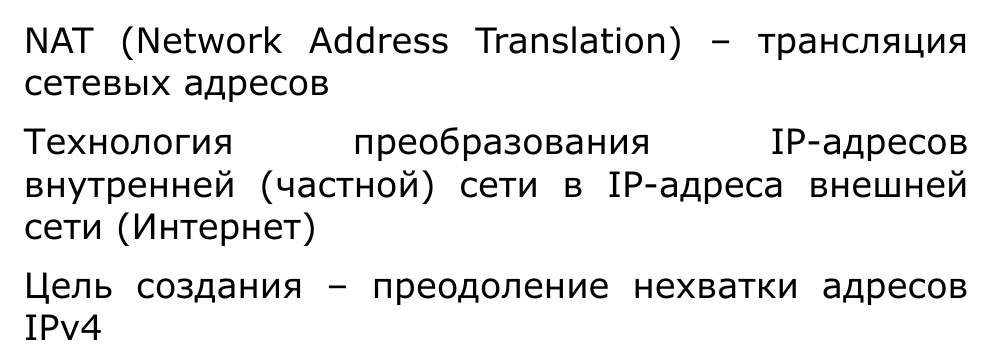 NAT (Network Address Translation) – трансляция
сетевых адресов
Технология преобразования IP-адресов
внутренней (частной) сети в IP-адреса внешней
сети (Интернет)
Цель создания – преодоление нехватки адресов
IPv4